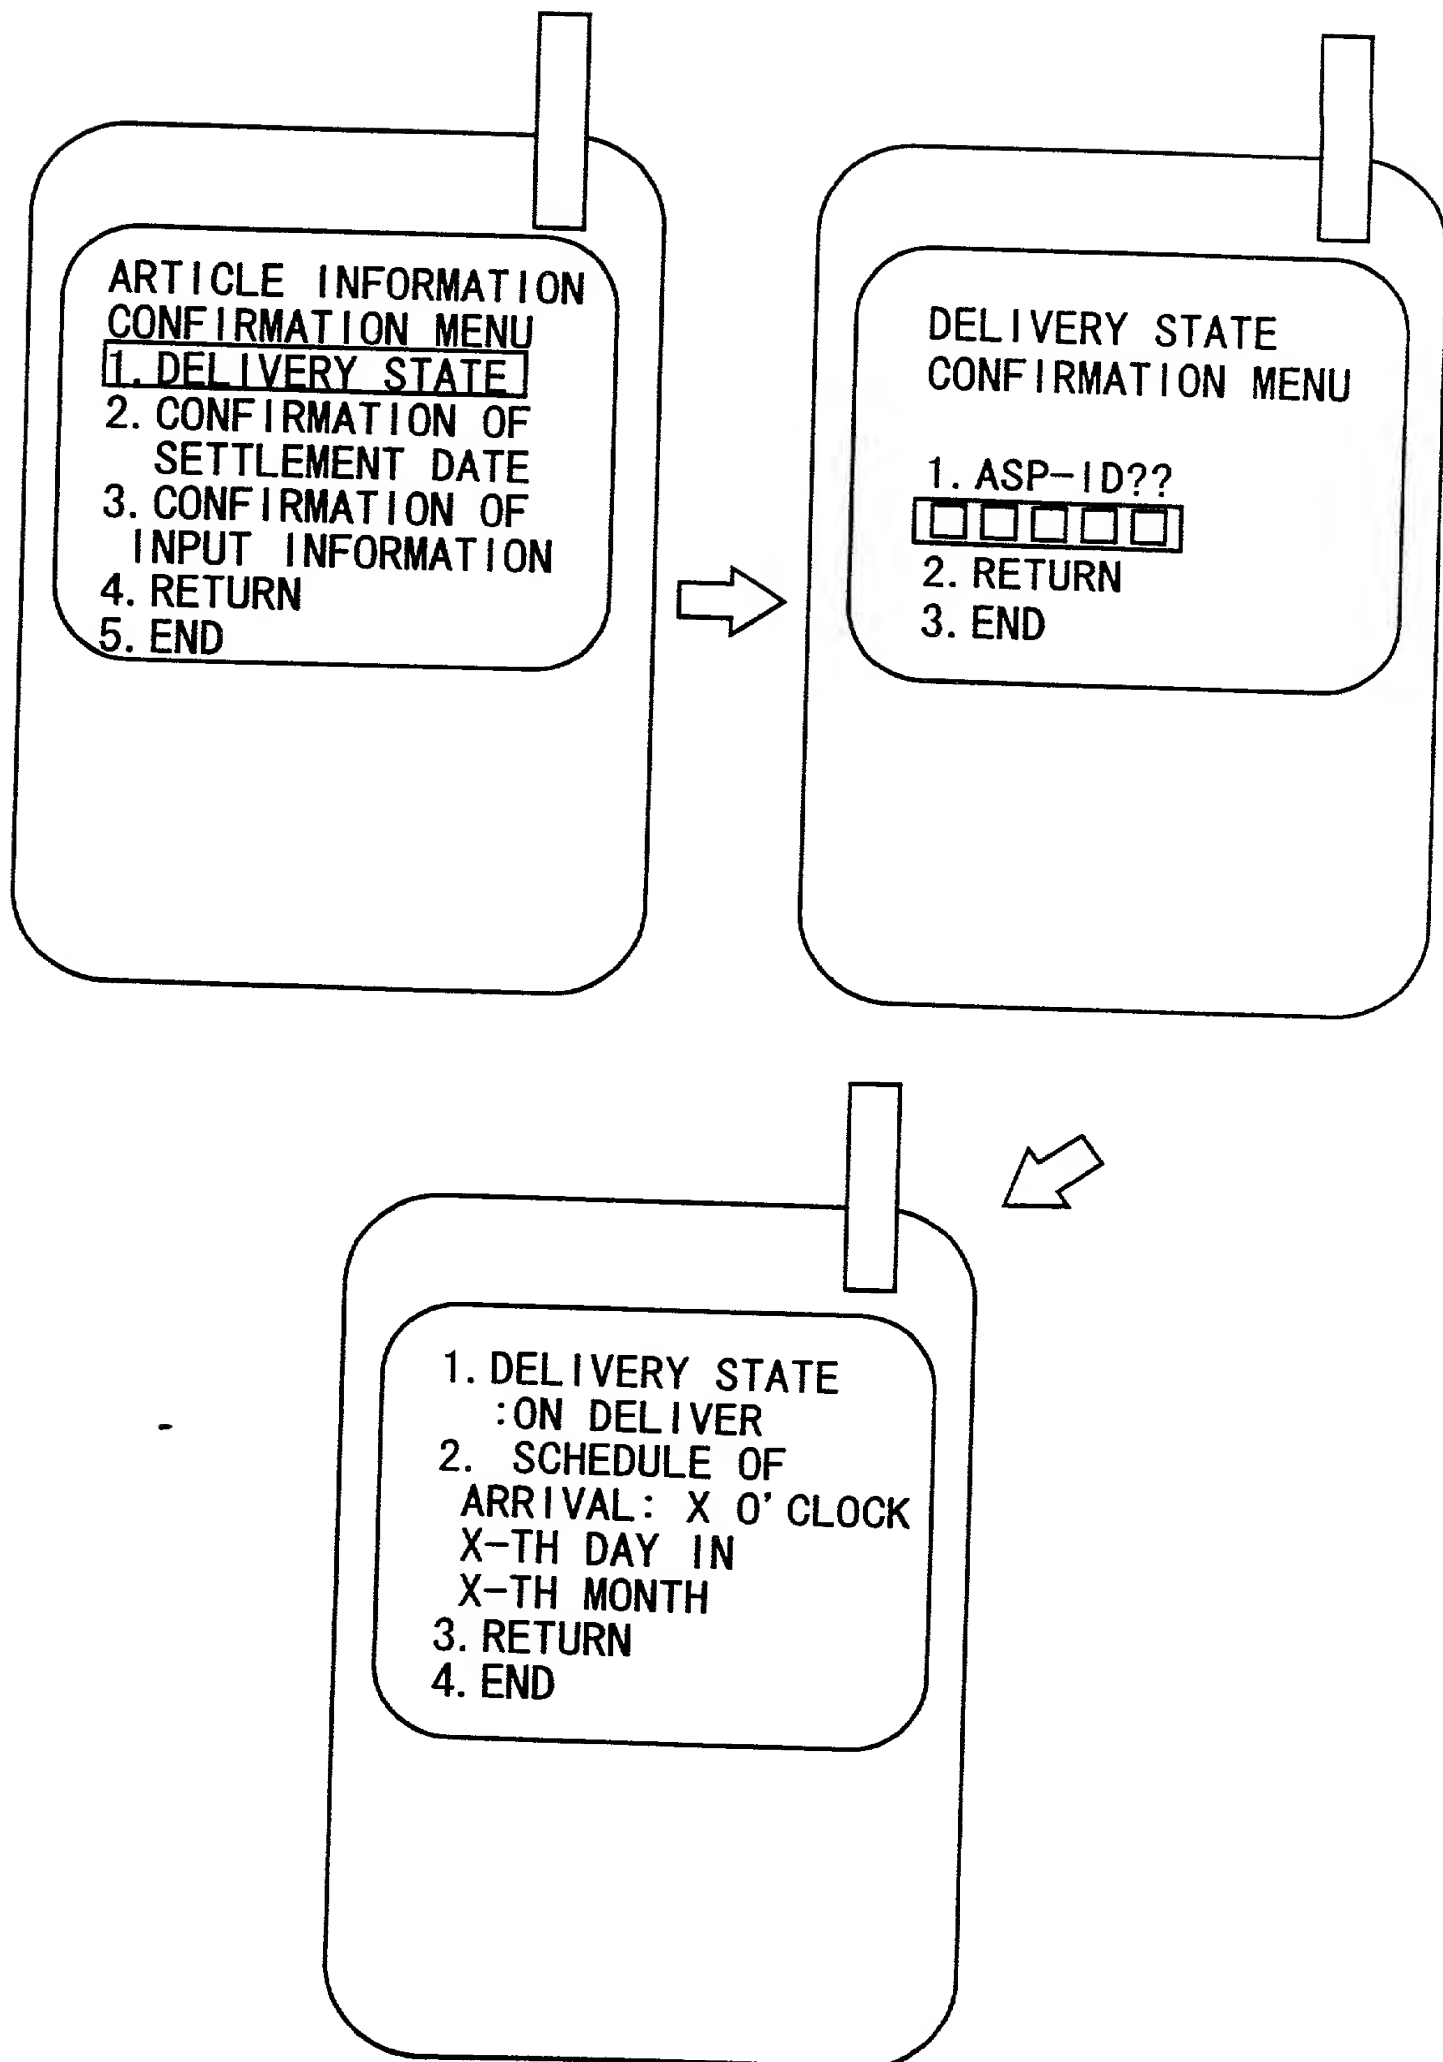 ARTICLE INFORMATION
CONFIRMATION MENU
1. DELIVERY STATE
2. CONFIRMATION OF
SETTLEMENT DATE
3. CONFIRMATION OF
INPUT INFORMATION
4. RETURN
5. END
DELIVERY STATE
CONFIRMATION MENU
1. ASP-ID??
□□□□□
2. RETURN
3. END
1. DELIVERY STATE
:ON DELIVER
2. SCHEDULE OF
ARRIVAL: X O'CLOCK
X-TH DAY IN
X-TH MONTH
3. RETURN
4. END